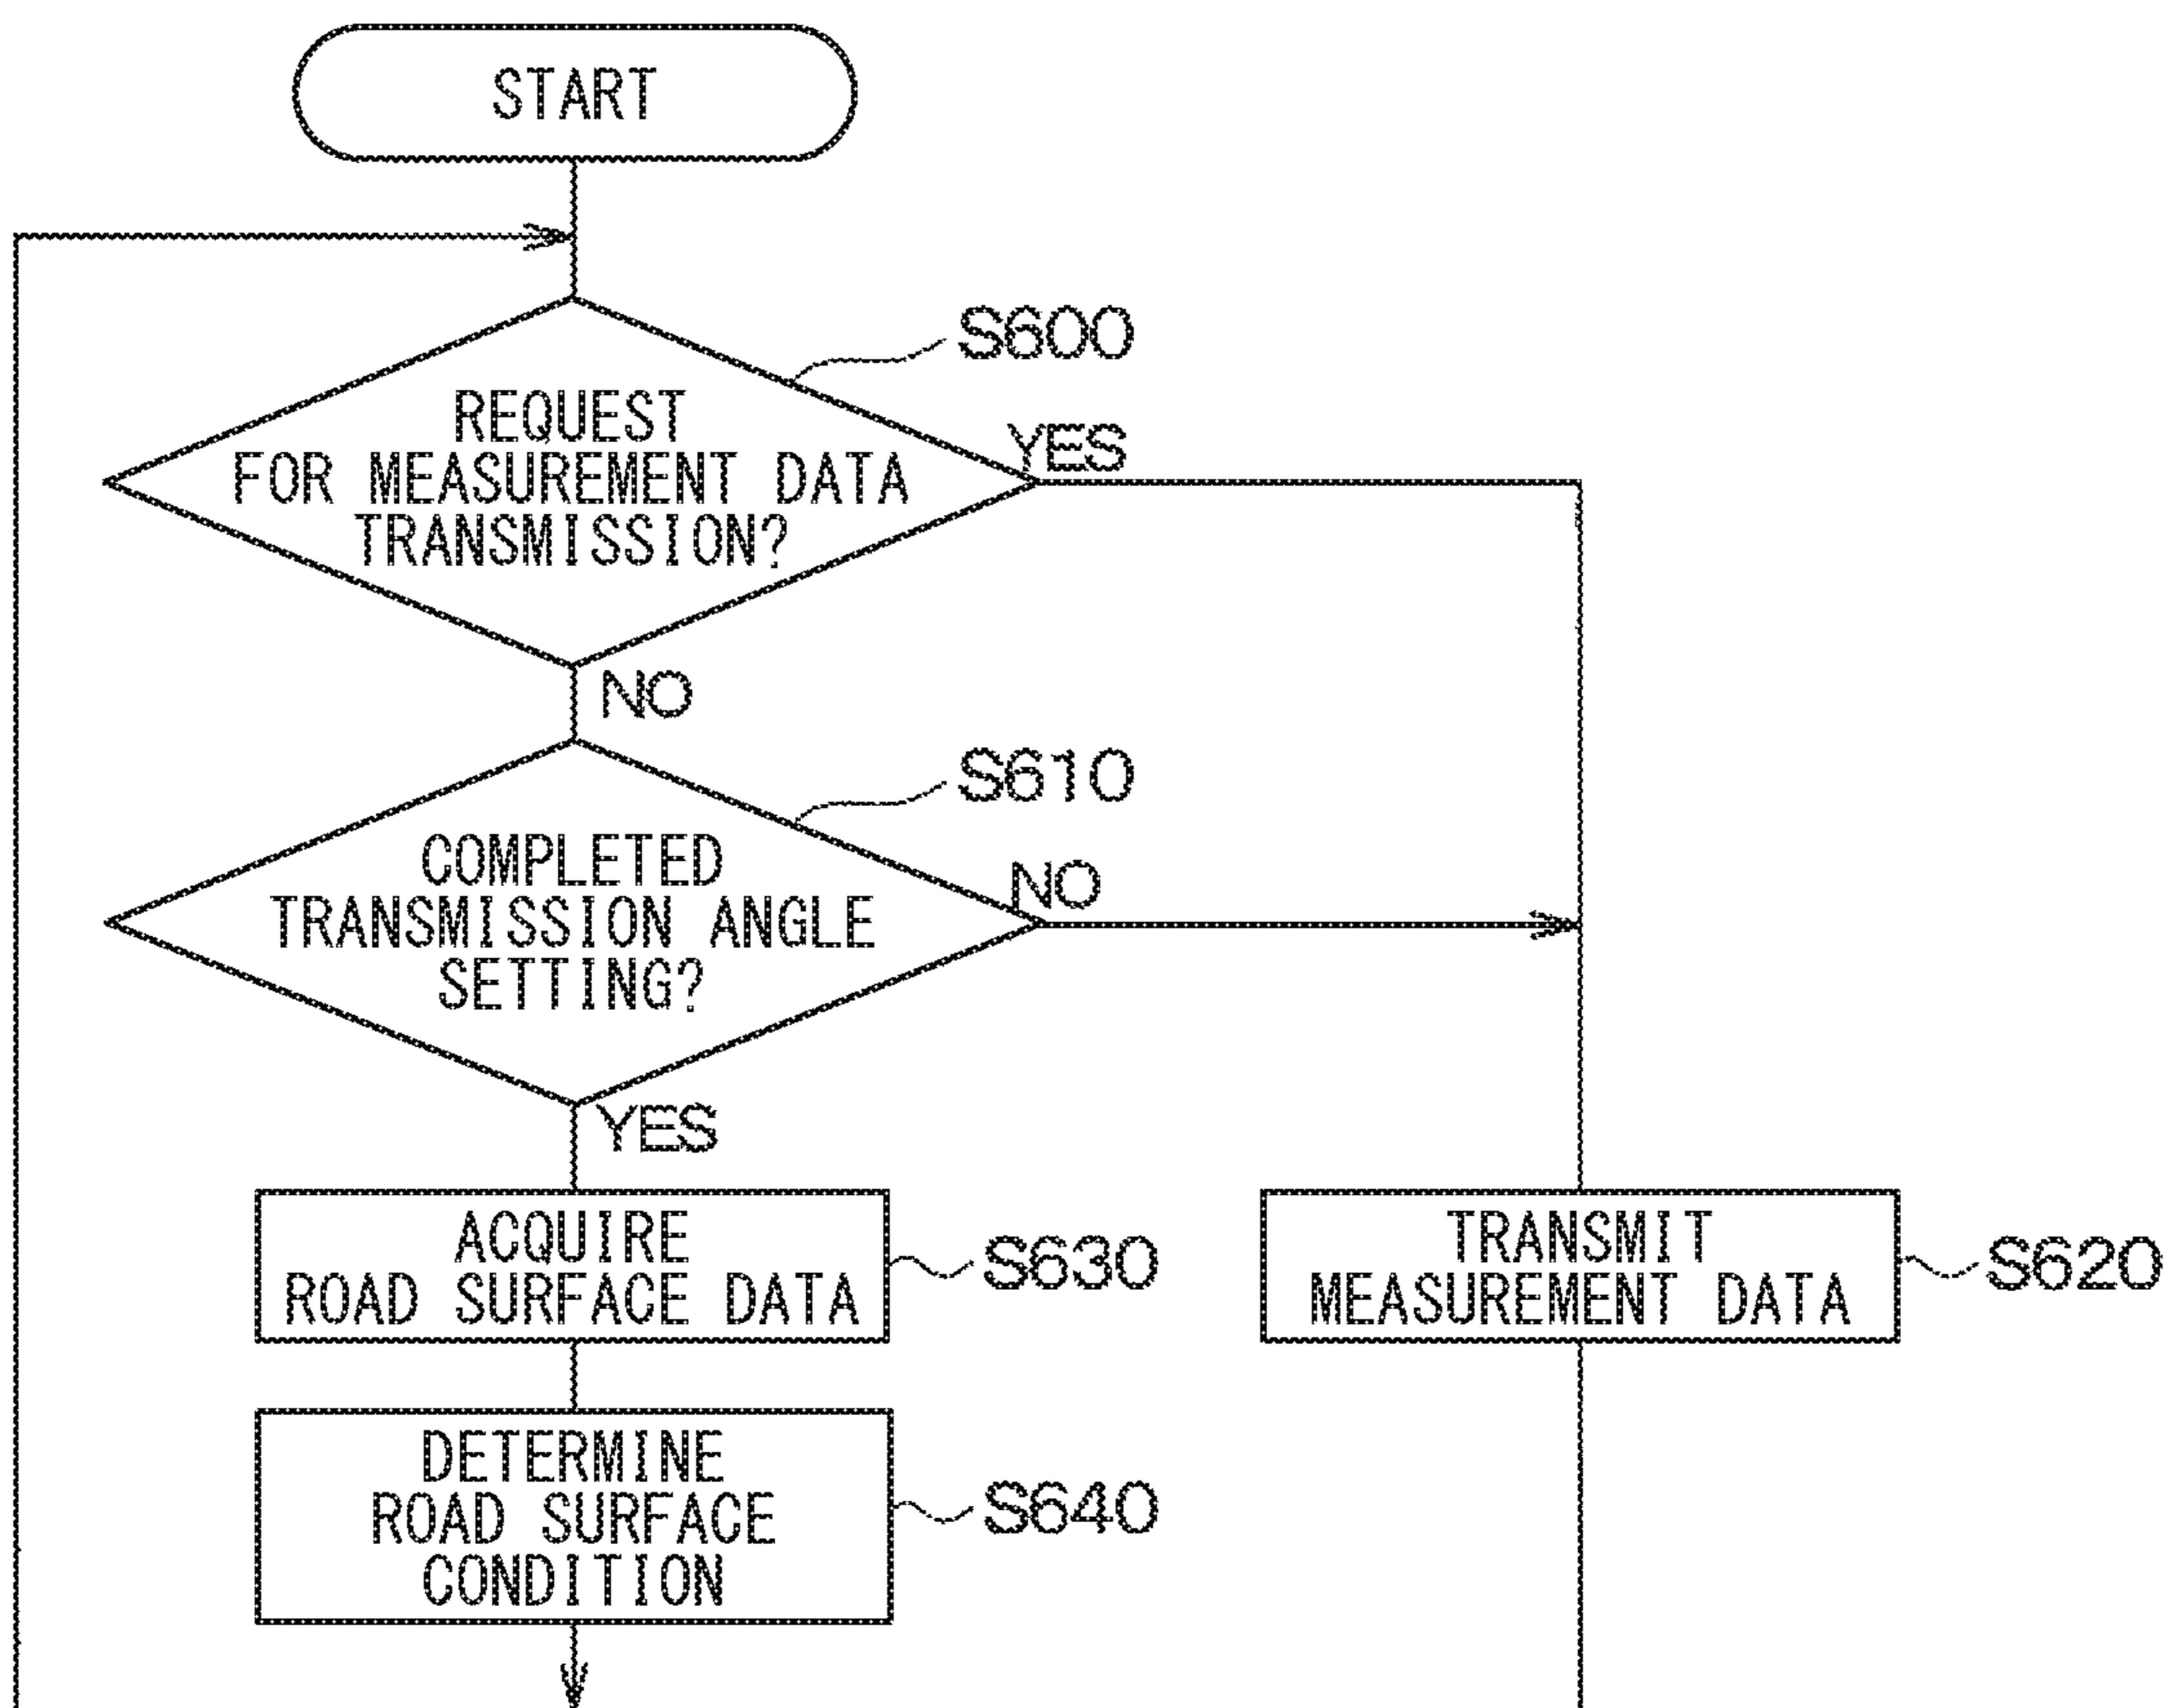 START
S600
REQUEST
FOR MEASUREMENT DATA
TRANSMISSION?
YES
NO
S610
COMPLETED
TRANSMISSION ANGLE
SETTING?
NO
YES
ACQUIRE
ROAD SURFACE DATA
S630
TRANSMIT
MEASUREMENT DATA
S620
DETERMINE
ROAD SURFACE
CONDITION
S640